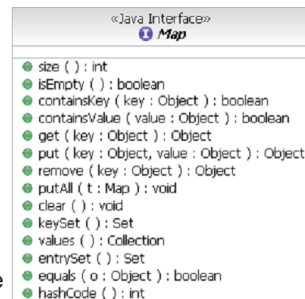 «Java Interface»
Map
size ( ) : int
isEmpty ( ) : boolean
containsKey ( key : Object ) : boolean
containsValue ( value : Object ) : boolean
get ( key : Object ) : Object
put ( key : Object, value : Object ) : Object
remove ( key : Object ) : Object
putAll ( t : Map ) : void
clear ( ) : void
keySet ( ) : Set
values ( ) : Collection
entrySet ( ) : Set
equals ( o : Object ) : boolean
hashCode ( ) : int